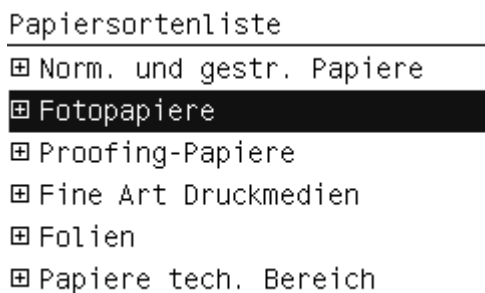 Papiersortenliste
Norm. und gestr. Papiere
Fotopapiere
Proofing-Papiere
Fine Art Druckmedien
Folien
Papiere tech. Bereich